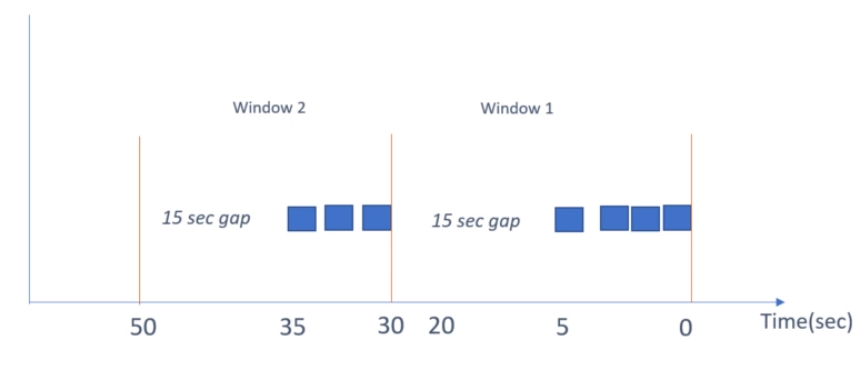 Window 2
Window 1
15 sec gap
15 sec gap
50
35
30
20
5
0
Time(sec)